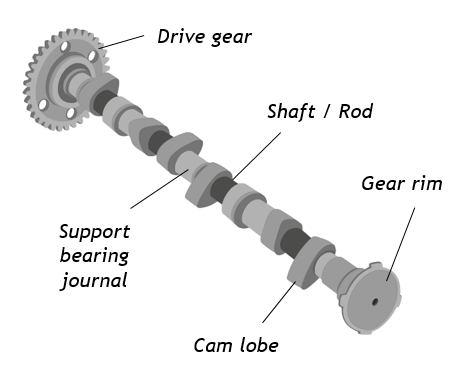 Drive gear
Shaft / Rod
Gear rim
Support
bearing
journal
Cam lobe